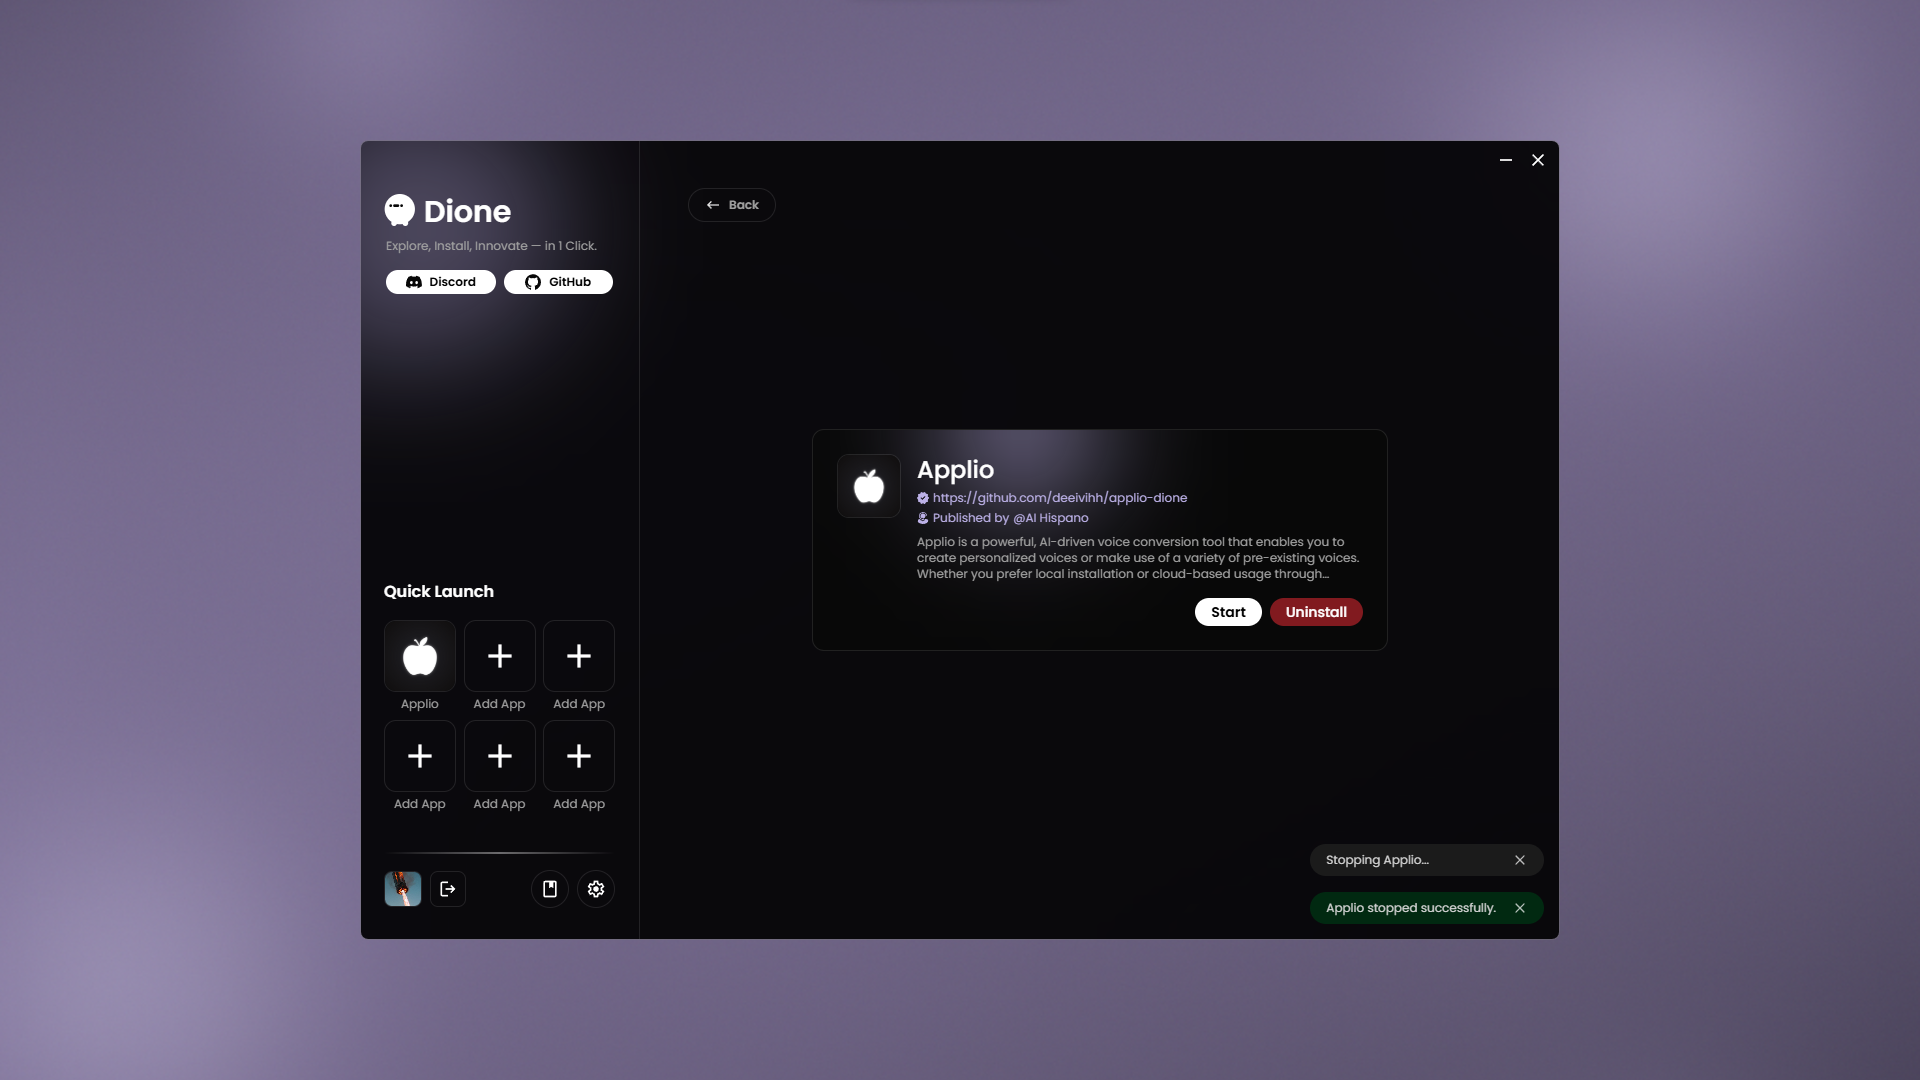 Dione
Explore, Install, Innovate — in 1 Click.
Discord
GitHub
Quick Launch
Applio
Add App
Add App
Add App
Add App
Add App
Back
Applio
https://github.com/deeivihh/applio-dione
Published by @AI Hispano
Applio is a powerful, AI-driven voice conversion tool that enables you to
create personalized voices or make use of a variety of pre-existing voices.
Whether you prefer local installation or cloud-based usage through...
Start
Uninstall
Stopping Applio...
Applio stopped successfully.